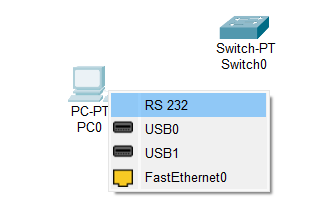 Switch-PT
Switch0
PC-PT
PC0
RS 232
USB0
USB1
FastEthernet0